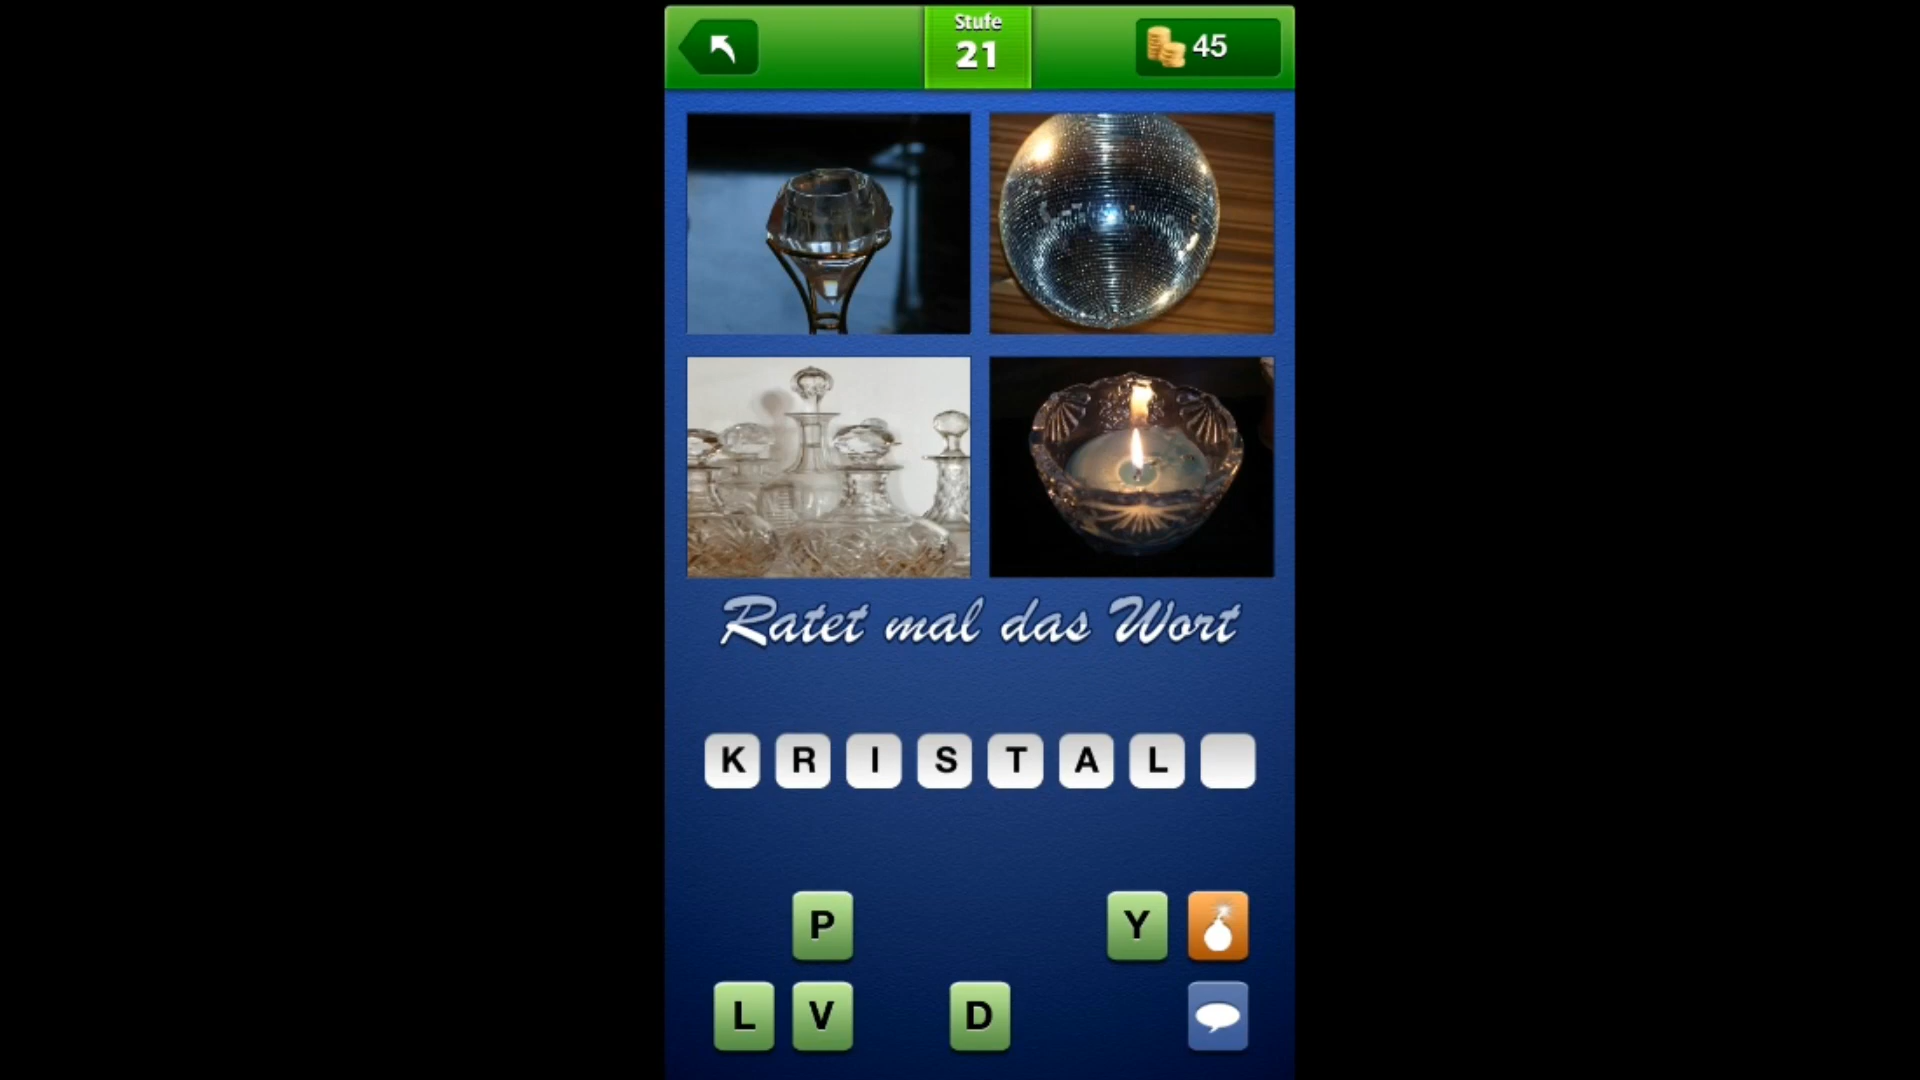 Stufe
21
45
Ratet mal das Wort
K R I S T A L
P Y
L V D